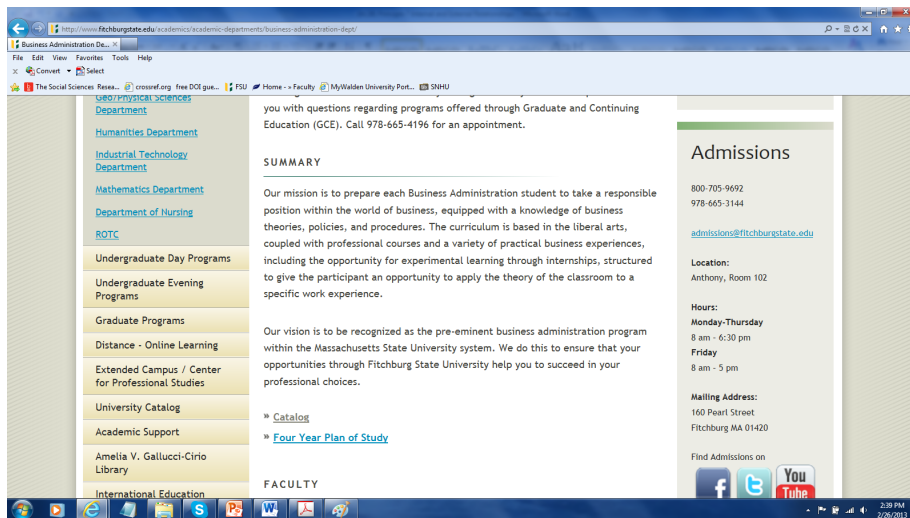 http://www.fitchburgstate.edu/academics/academic-departments/business-administration-dept/
Business Administration De...
File Edit View Favorites Tools Help
x Convert Select
The Social Sciences Resea... crossref.org free DOI gue... FSU Home - » Faculty MyWalden University Port... SNHU
Geo/Physical Sciences
Department
Humanities Department
Industrial Technology
Department
Mathematics Department
Department of Nursing
ROTC
Undergraduate Day Programs
Undergraduate Evening
Programs
Graduate Programs
Distance - Online Learning
Extended Campus / Center
for Professional Studies
University Catalog
Academic Support
Amelia V. Gallucci-Cirio
Library
International Education
you with questions regarding programs offered through Graduate and Continuing
Education (GCE). Call 978-665-4196 for an appointment.
SUMMARY
Our mission is to prepare each Business Administration student to take a responsible
position within the world of business, equipped with a knowledge of business
theories, policies, and procedures. The curriculum is based in the liberal arts,
coupled with professional courses and a variety of practical business experiences,
including the opportunity for experimental learning through internships, structured
to give the participant an opportunity to apply the theory of the classroom to a
specific work experience.
Our vision is to be recognized as the pre-eminent business administration program
within the Massachusetts State University system. We do this to ensure that your
opportunities through Fitchburg State University help you to succeed in your
professional choices.
» Catalog
» Four Year Plan of Study
FACULTY
Admissions
800-705-9692
978-665-3144
admissions@fitchburgstate.edu
Location:
Anthony, Room 102
Hours:
Monday-Thursday
8 am - 6:30 pm
Friday
8 am - 5 pm
Mailing Address:
160 Pearl Street
Fitchburg MA 01420
Find Admissions on
You
Tube
2:39 PM
2/26/2013